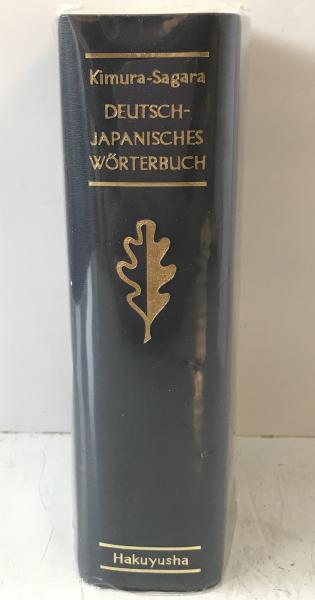 Kimura-Sagara
DEUTSCH-
JAPANISCHES
WÖRTERBUCH
Hakuyusha